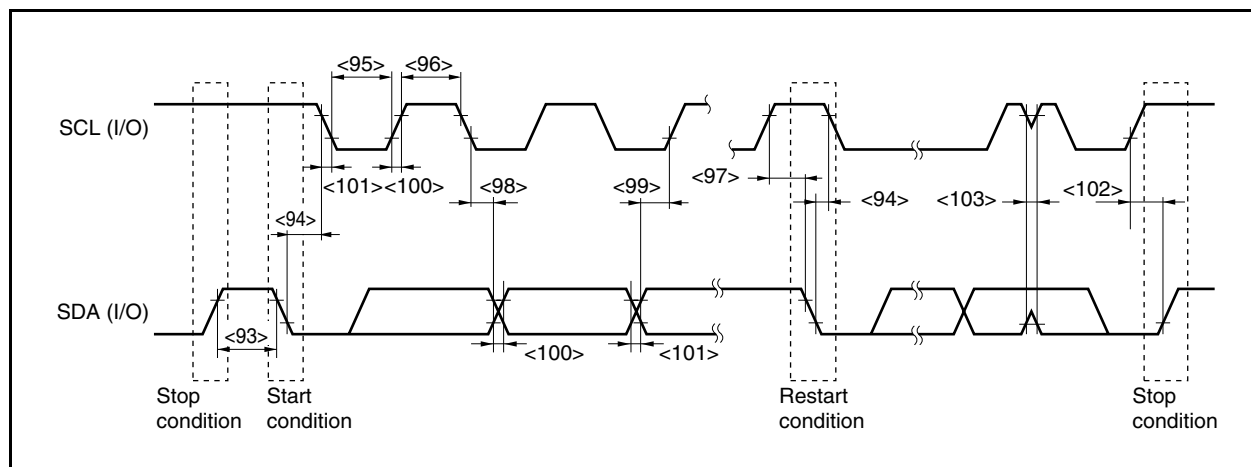 <95>
<96>
SCL (I/O)
<101>
<100>
<98>
<99>
<97>
<94>
<103>
<102>
<94>
SDA (I/O)
<93>
<100>
<101>
Stop
condition
Start
condition
Restart
condition
Stop
condition